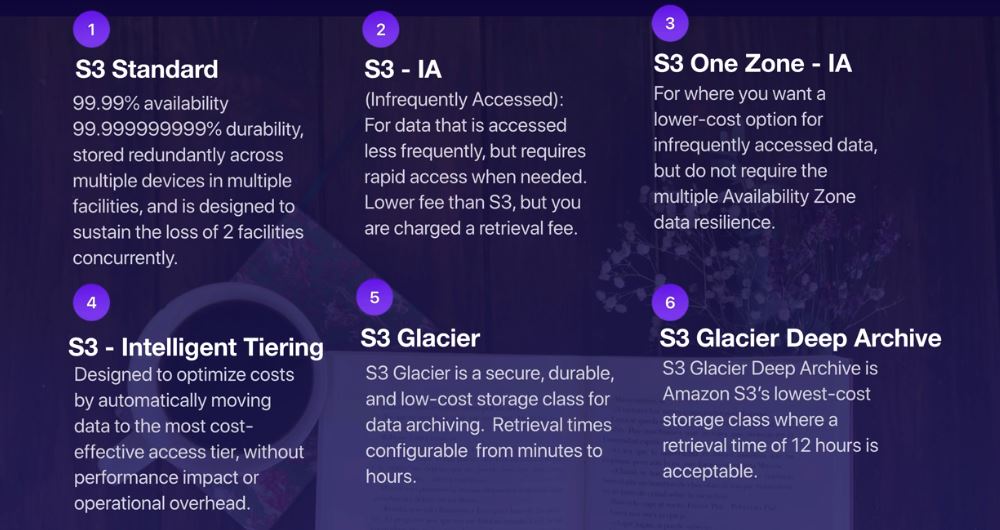 1
S3 Standard
99.99% availability
99.999999999% durability,
stored redundantly across
multiple devices in multiple
facilities, and is designed to
sustain the loss of 2 facilities
concurrently.
2
S3 - IA
(Infrequently Accessed):
For data that is accessed
less frequently, but requires
rapid access when needed.
Lower fee than S3, but you
are charged a retrieval fee.
3
S3 One Zone - IA
For where you want a
lower-cost option for
infrequently accessed data,
but do not require the
multiple Availability Zone
data resilience.
4
S3 - Intelligent Tiering
Designed to optimize costs
by automatically moving
data to the most cost-
effective access tier, without
performance impact or
operational overhead.
5
S3 Glacier
S3 Glacier is a secure, durable,
and low-cost storage class for
data archiving.  Retrieval times
configurable  from minutes to
hours.
6
S3 Glacier Deep Archive
S3 Glacier Deep Archive is
Amazon S3's lowest-cost
storage class where a
retrieval time of 12 hours is
acceptable.